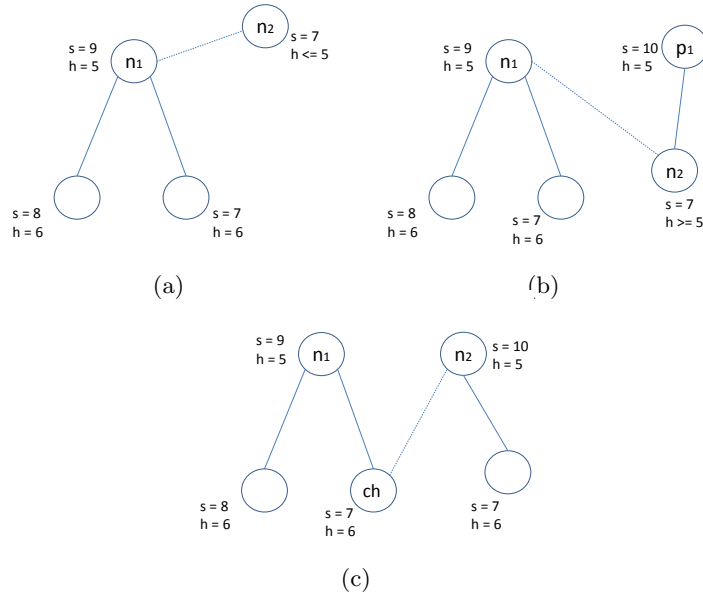 n2
s = 7
h <= 5
s = 9
h = 5
n1
s = 8
h = 6
s = 7
h = 6
(a)
s = 9
h = 5
n1
s = 10
h = 5
p1
n2
s = 7
h >= 5
s = 8
h = 6
s = 7
h = 6
(b)
s = 9
h = 5
n1
n2
s = 10
h = 5
ch
s = 8
h = 6
s = 7
h = 6
s = 7
h = 6
(c)